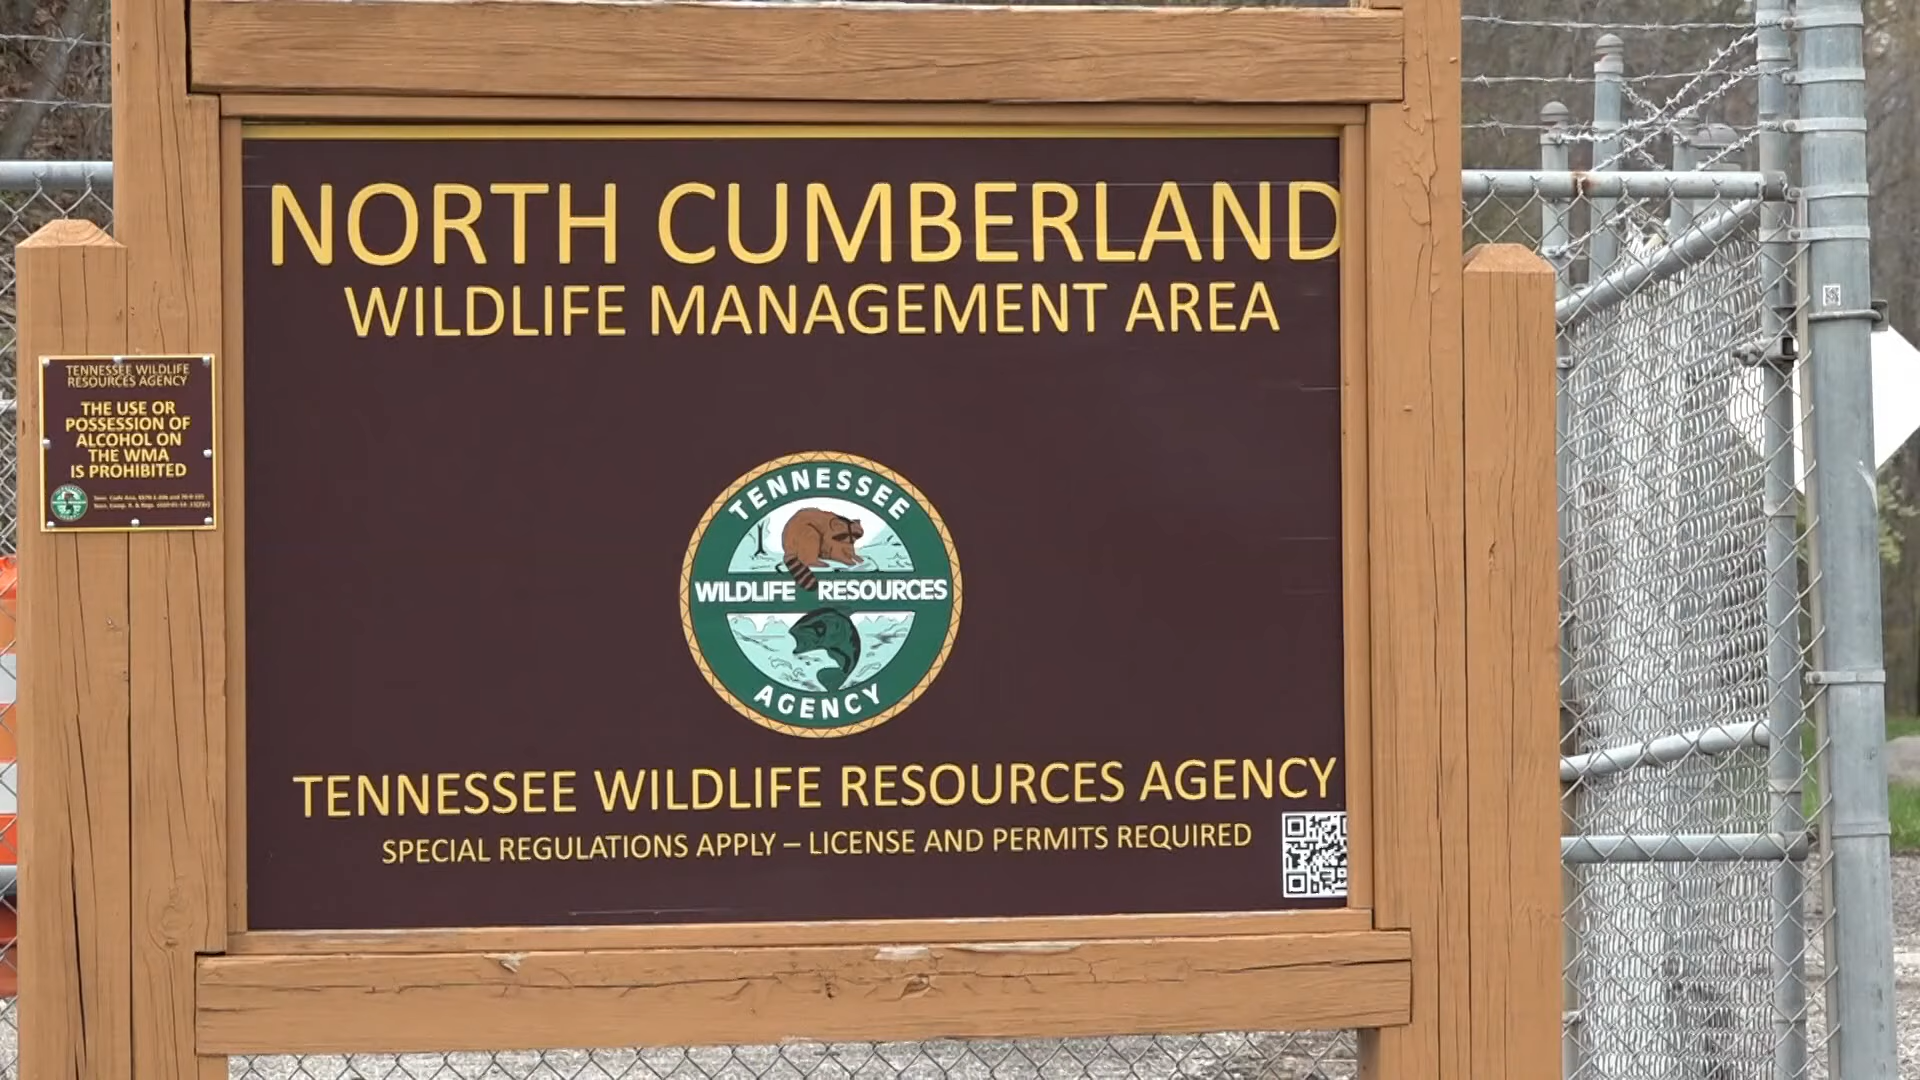 NORTH CUMBERLAND
WILDLIFE MANAGEMENT AREA
TENNESSEE WILDLIFE
RESOURCES AGENCY
THE USE OR
POSSESSION OF
ALCOHOL ON
THE WMA
IS PROHIBITED
TENNESSEE
WILDLIFE RESOURCES
AGENCY
TENNESSEE WILDLIFE RESOURCES AGENCY
SPECIAL REGULATIONS APPLY – LICENSE AND PERMITS REQUIRED